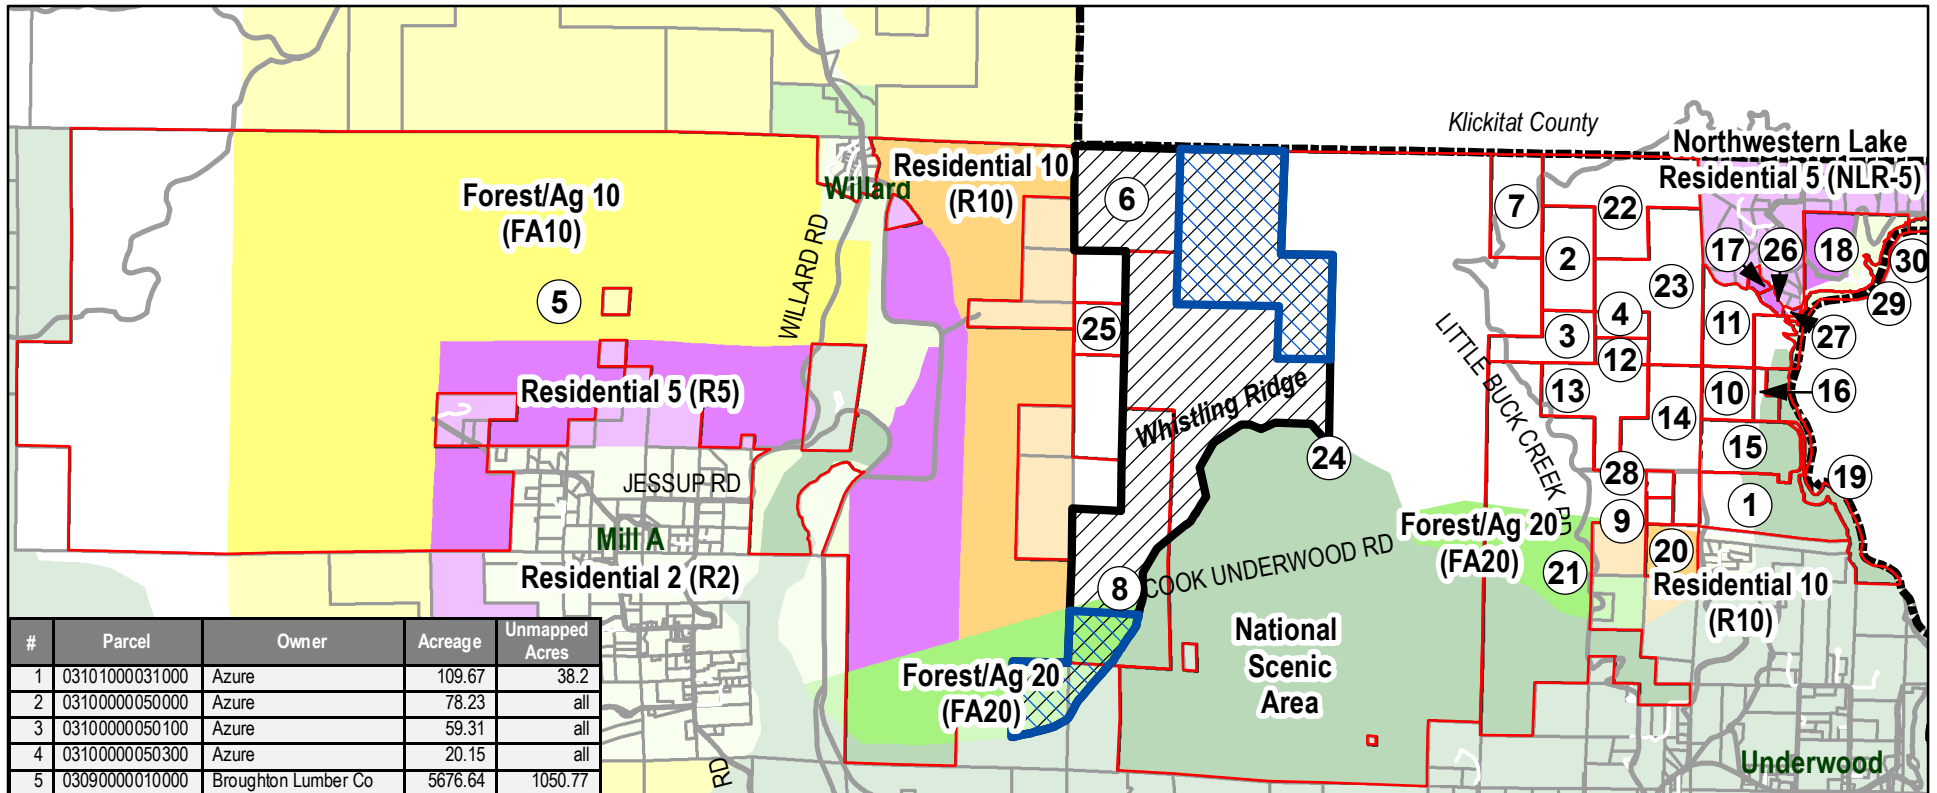 Klickitat County
Northwestern Lake
Residential 5 (NLR-5)
Residential 10
(R10)
Willard
Forest/Ag 10
(FA10)
WILLARD RD
6
7
22
2
17
26
18
30
23
29
5
25
4
11
27
3
12
LITTLE BUCK CREEK RD
Residential 5 (R5)
Whistling Ridge
13
10
16
14
15
24
JESSUP RD
28
19
1
9
Forest/Ag 20
(FA20)
Mill A
COOK UNDERWOOD RD
20
21
Residential 2 (R2)
8
Residential 10
(R10)
National
Scenic
Area
Forest/Ag 20
(FA20)
Underwood
RD
# Parcel Owner Acreage Unmapped Acres
1 03101000031000 Azure 109.67 38.2
2 03100000050000 Azure 78.23 all
3 03100000050100 Azure 59.31 all
4 03100000050300 Azure 20.15 all
5 03090000010000 Broughton Lumber Co 5676.64 1050.77